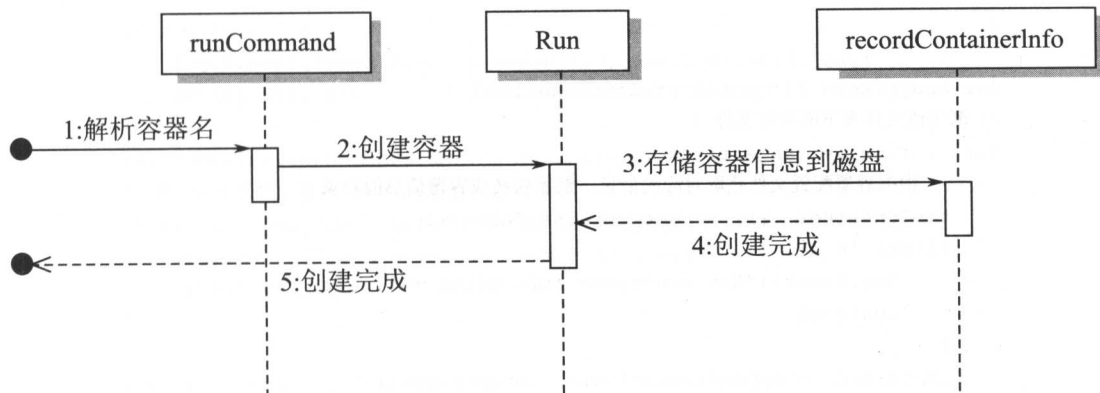 runCommand
Run
recordContainerInfo
1:解析容器名
2:创建容器
3:存储容器信息到磁盘
4:创建完成
5:创建完成